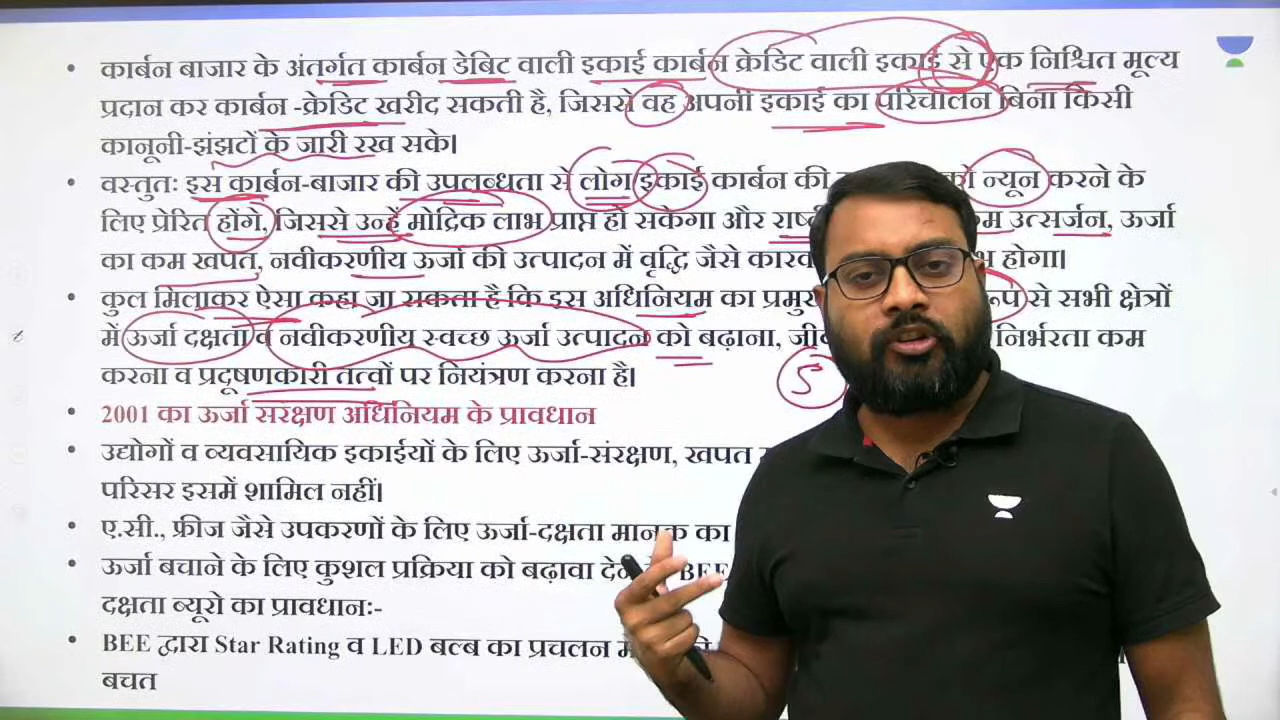 कार्बन बाजार के अंतर्गत कार्बन डेबिट वाली इकाई कार्बन क्रेडिट वाली इकाई से एक निश्चित मूल्य
प्रदान कर कार्बन -क्रेडिट खरीद सकती है, जिससे वह अपनी इकाई का परिचालन बिना किसी
कानूनी-झंझटों के जारी रख सके।
वस्तुतः इस कार्बन-बाजार की उपलब्धता से लोग इकाई कार्बन की को न्यून करने के
लिए प्रेरित होंगे, जिससे उन्हें मोद्रिक लाभ प्राप्त हो सकेगा और उत्सर्जन, ऊर्जा
का कम खपत, नवीकरणीय ऊर्जा की उत्पादन में वृद्धि जैसे होगा।
कुल मिलाकर ऐसा कहा जा सकता है कि इस अधिनियम का रूप से सभी क्षेत्रों
में ऊर्जा दक्षता व नवीकरणीय स्वच्छ ऊर्जा उत्पादन को बढ़ाना, निर्भरता कम
करना व प्रदूषणकारी तत्वों पर नियंत्रण करना है।
5
2001 का ऊर्जा संरक्षण अधिनियम के प्रावधान
उद्योगों व व्यवसायिक इकाईयों के लिए ऊर्जा-संरक्षण, खपत
परिसर इसमें शामिल नहीं।
ए.सी., फ्रीज जैसे उपकरणों के लिए ऊर्जा-दक्षता मानक का
ऊर्जा बचाने के लिए कुशल प्रक्रिया को बढ़ावा BEE
दक्षता ब्यूरो का प्रावधानः-
BEE द्वारा Star Rating व LED बल्ब का प्रचलन
बचत